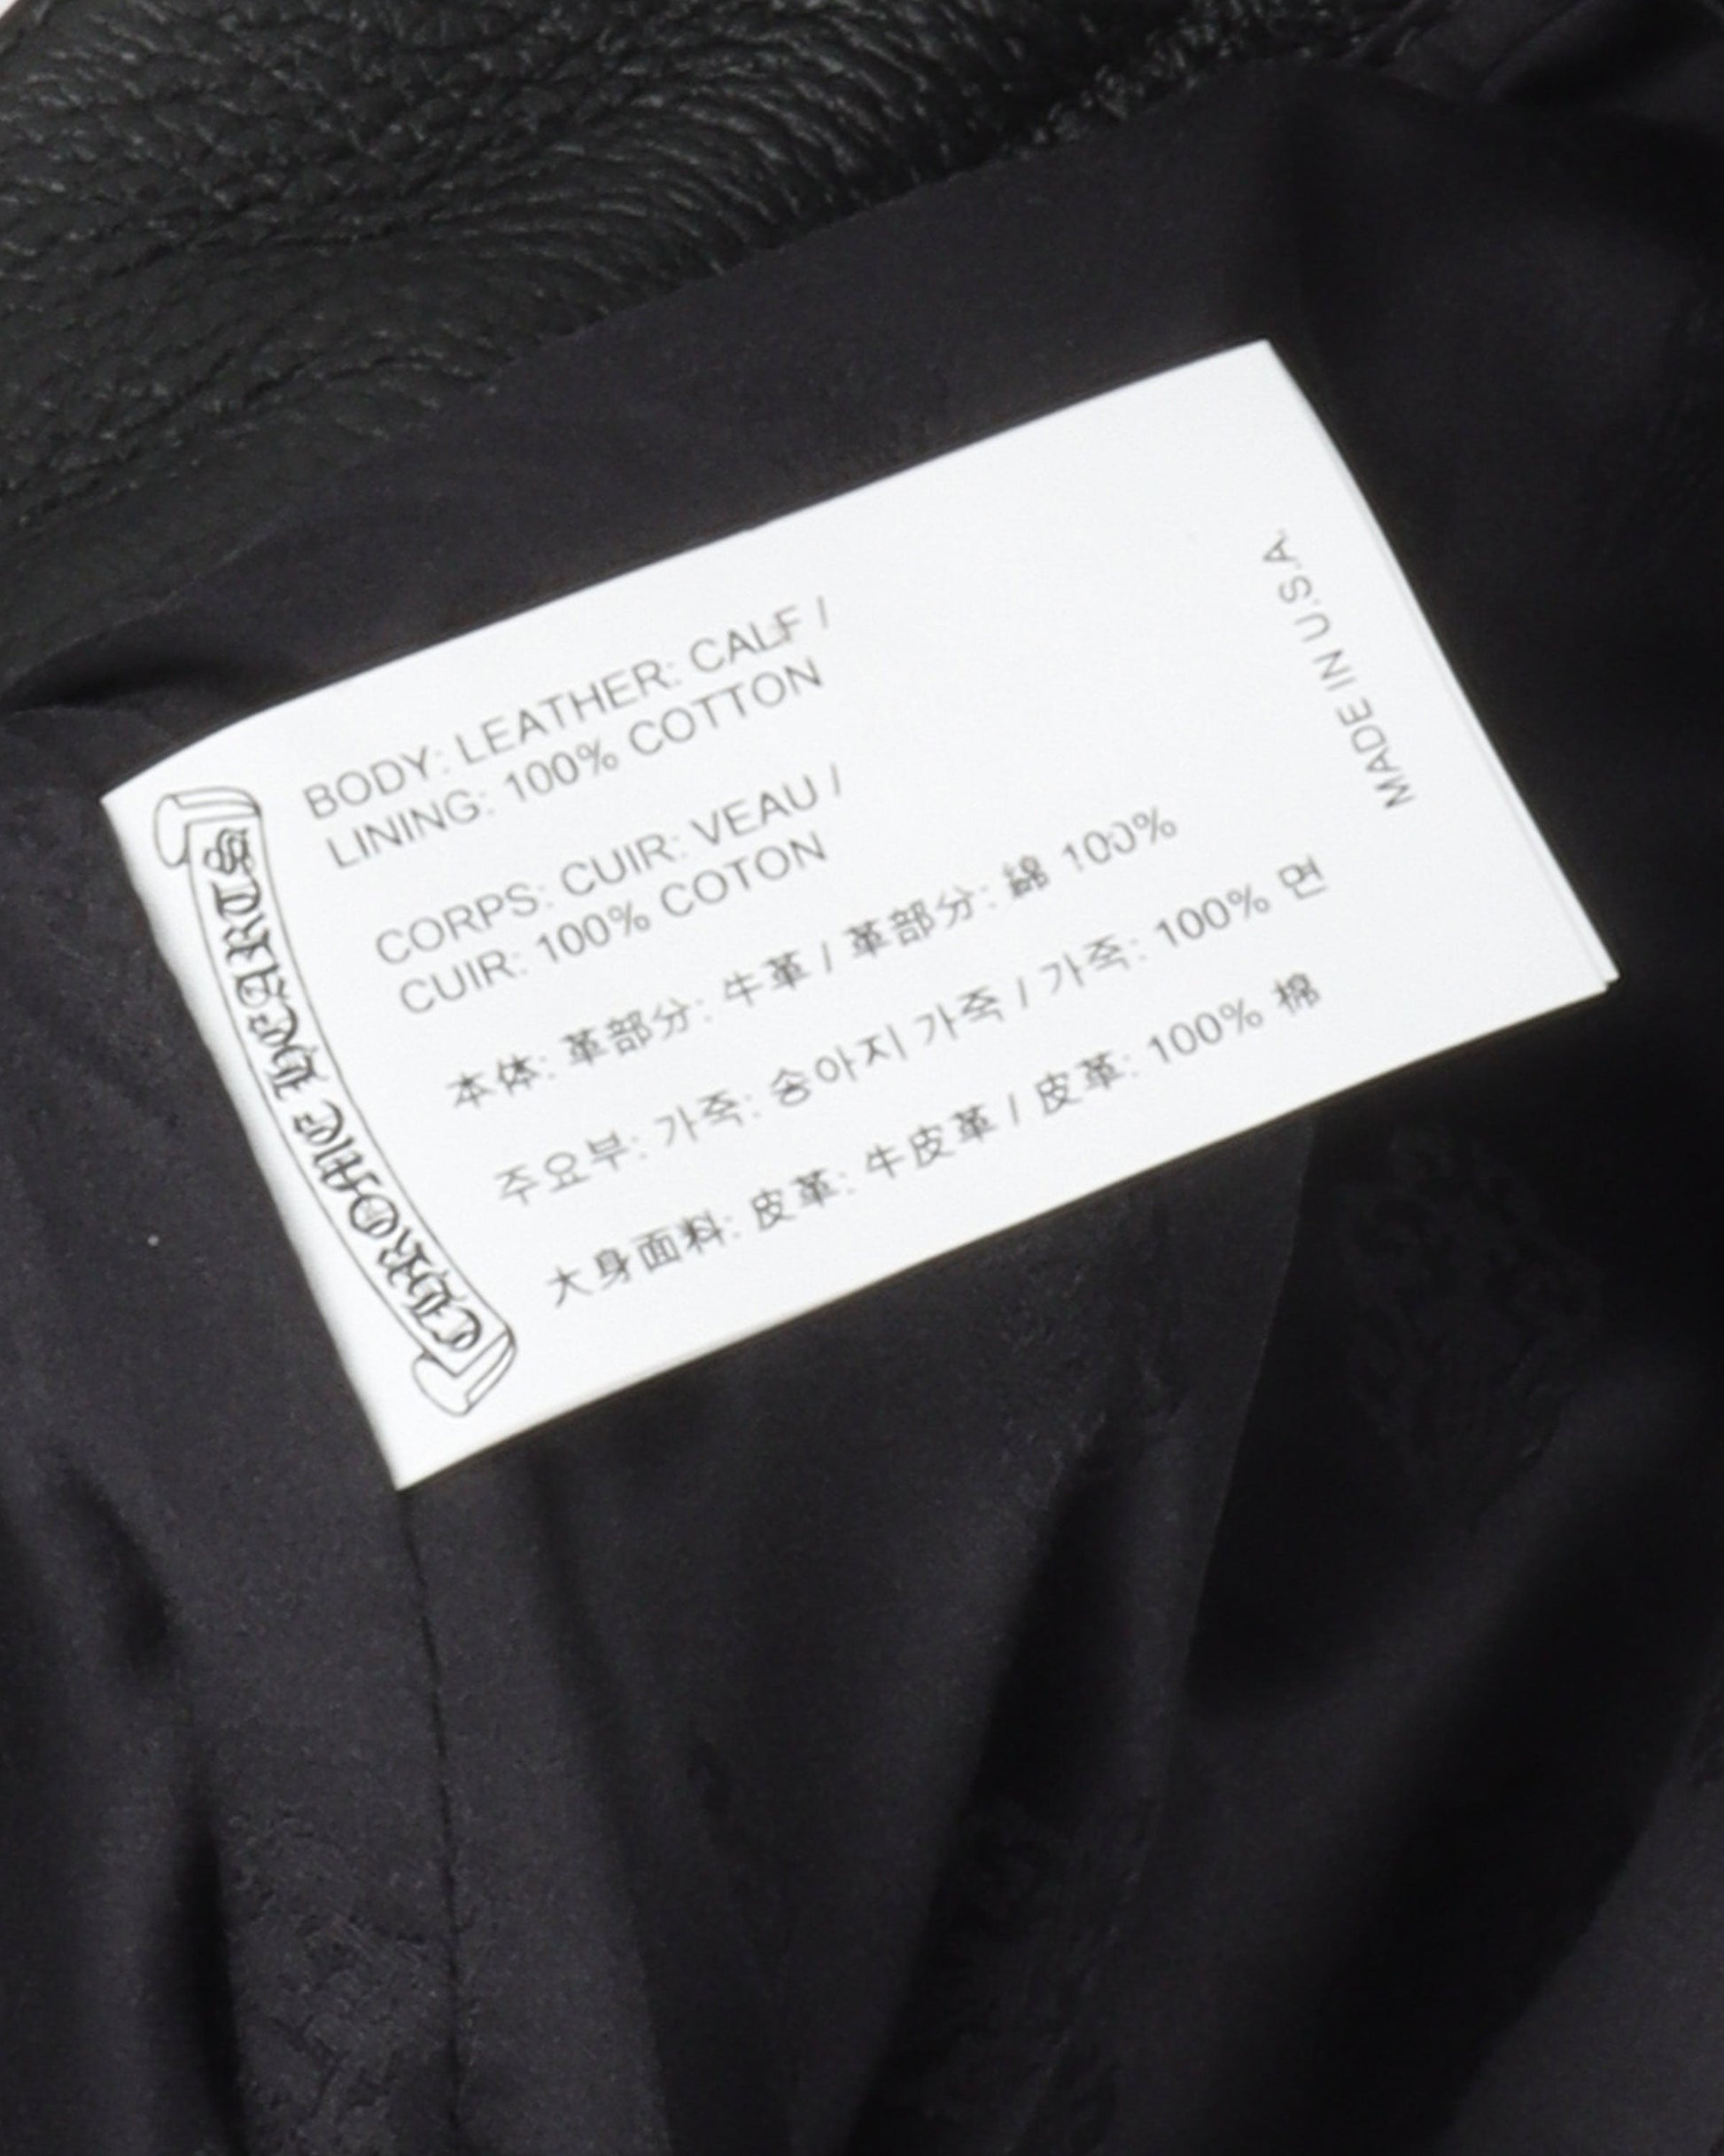 CHROME HEARTS
BODY: LEATHER: CALF /
LINING: 100% COTTON
CORPS: CUIR: VEAU /
CUIR: 100% COTON
本体: 革部分: 牛革 / 革部分: 綿 100%
주요부: 가죽: 송아지 가죽 / 가죽: 100% 면
大身面料: 皮革: 牛皮革 / 皮革: 100% 棉
MADE IN U.S.A.